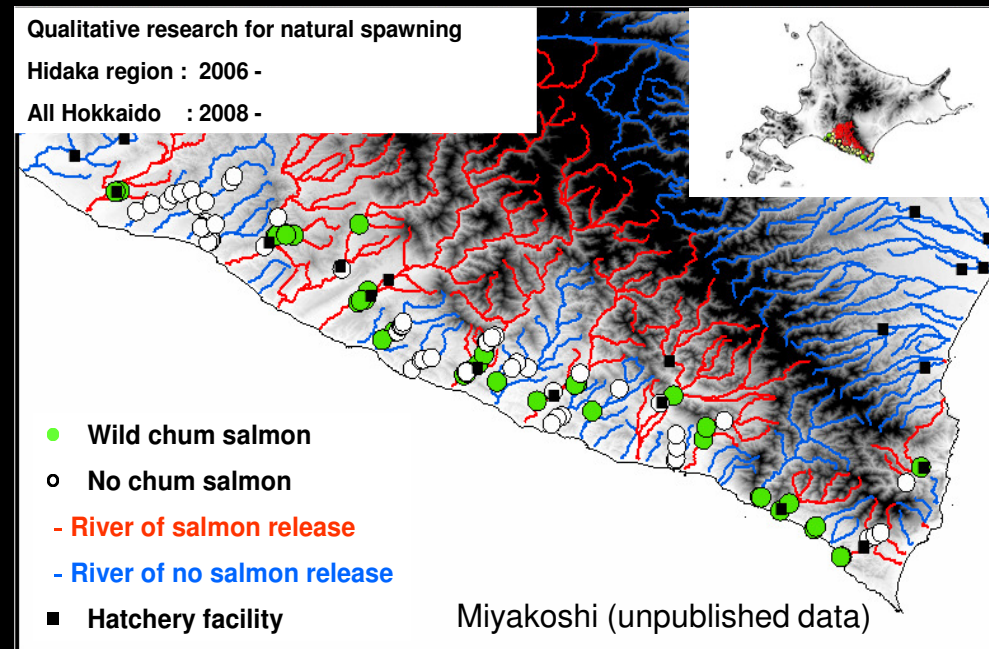 Qualitative research for natural spawning
Hidaka region : 2006 -
All Hokkaido : 2008 -
Wild chum salmon
No chum salmon
- River of salmon release
- River of no salmon release
Hatchery facility
Miyakoshi (unpublished data)